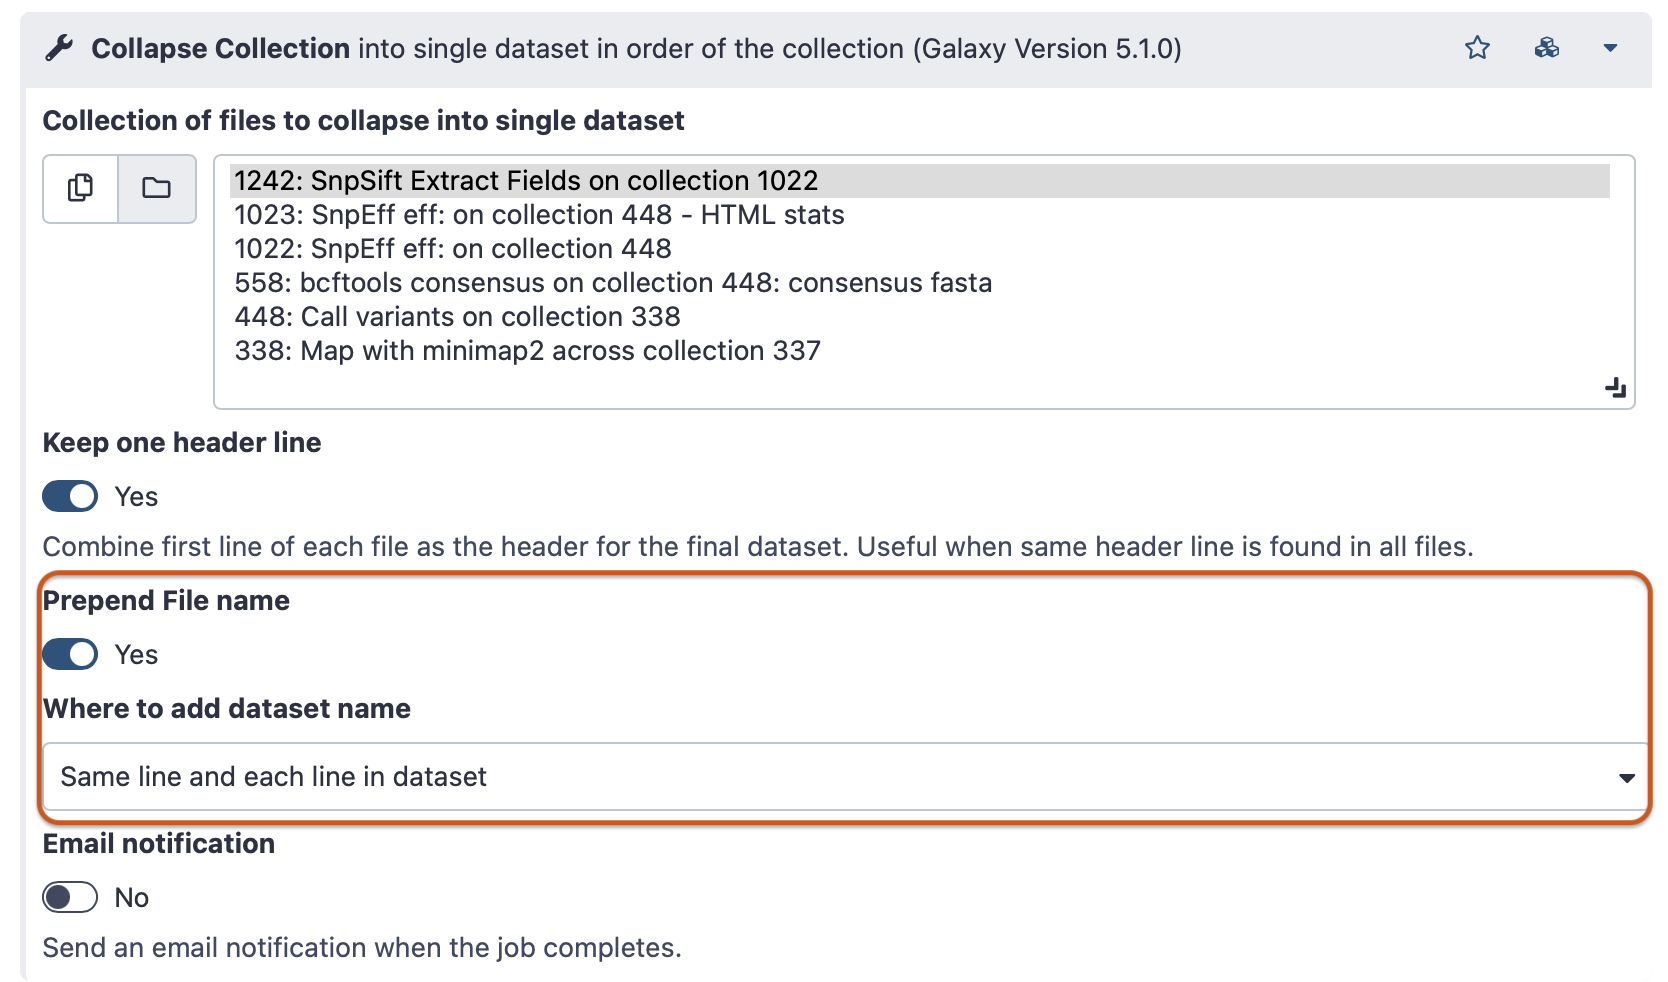 Collapse Collection into single dataset in order of the collection (Galaxy Version 5.1.0)
Collection of files to collapse into single dataset
1242: SnpSift Extract Fields on collection 1022
1023: SnpEff eff: on collection 448 - HTML stats
1022: SnpEff eff: on collection 448
558: bcftools consensus on collection 448: consensus fasta
448: Call variants on collection 338
338: Map with minimap2 across collection 337
Keep one header line
Yes
Combine first line of each file as the header for the final dataset. Useful when same header line is found in all files.
Prepend File name
Yes
Where to add dataset name
Same line and each line in dataset
Email notification
No
Send an email notification when the job completes.